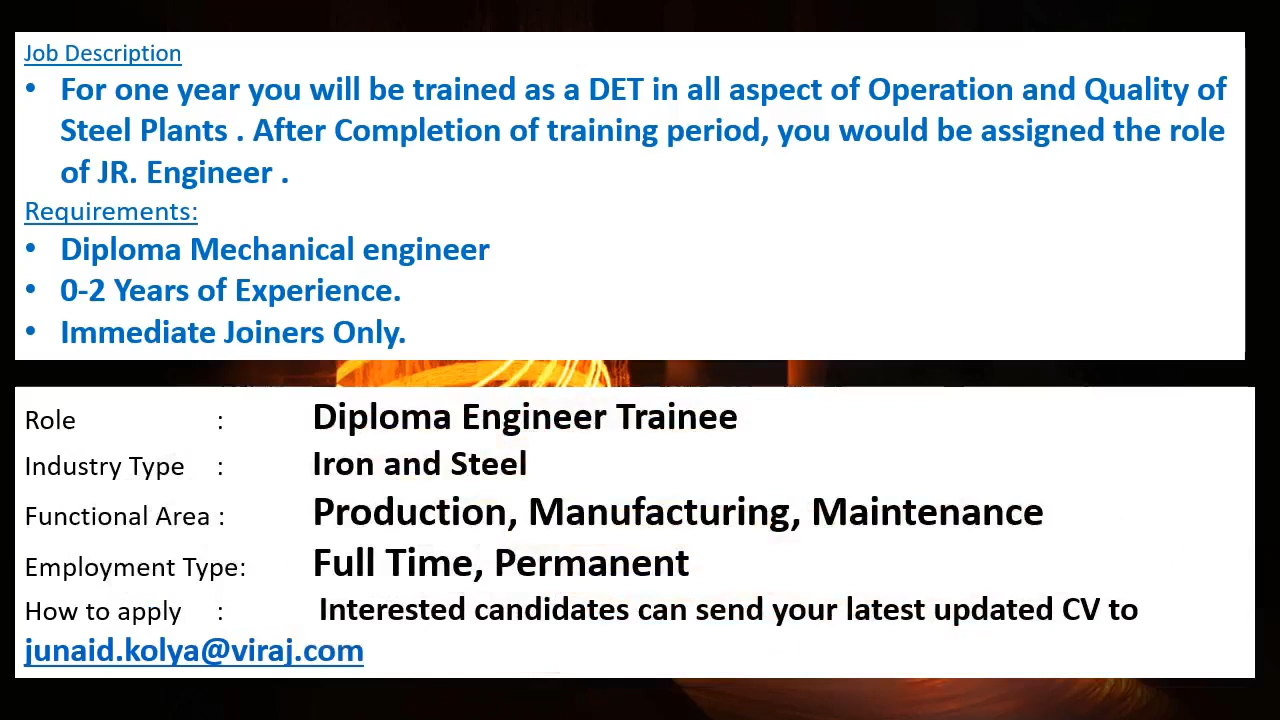 Job Description
• For one year you will be trained as a DET in all aspect of Operation and Quality of
Steel Plants . After Completion of training period, you would be assigned the role
of JR. Engineer .
Requirements:
• Diploma Mechanical engineer
• 0-2 Years of Experience.
• Immediate Joiners Only.
Role : Diploma Engineer Trainee
Industry Type : Iron and Steel
Functional Area : Production, Manufacturing, Maintenance
Employment Type: Full Time, Permanent
How to apply : Interested candidates can send your latest updated CV to
junaid.kolya@viraj.com